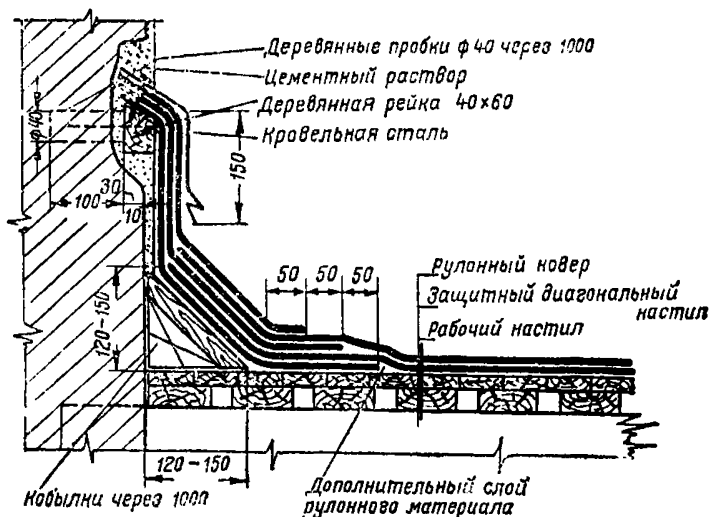 Деревянные пробки ф 40 через 1000
Цементный раствор
Деревянная рейка 40×60
Кровельная сталь
ф 40
150
30
100
10
50 50 50
Рулонный ковер
Защитный диагональный
настил
Рабочий настил
120-150
120-150
Кобылки через 1000
Дополнительный слой
рулонного материала